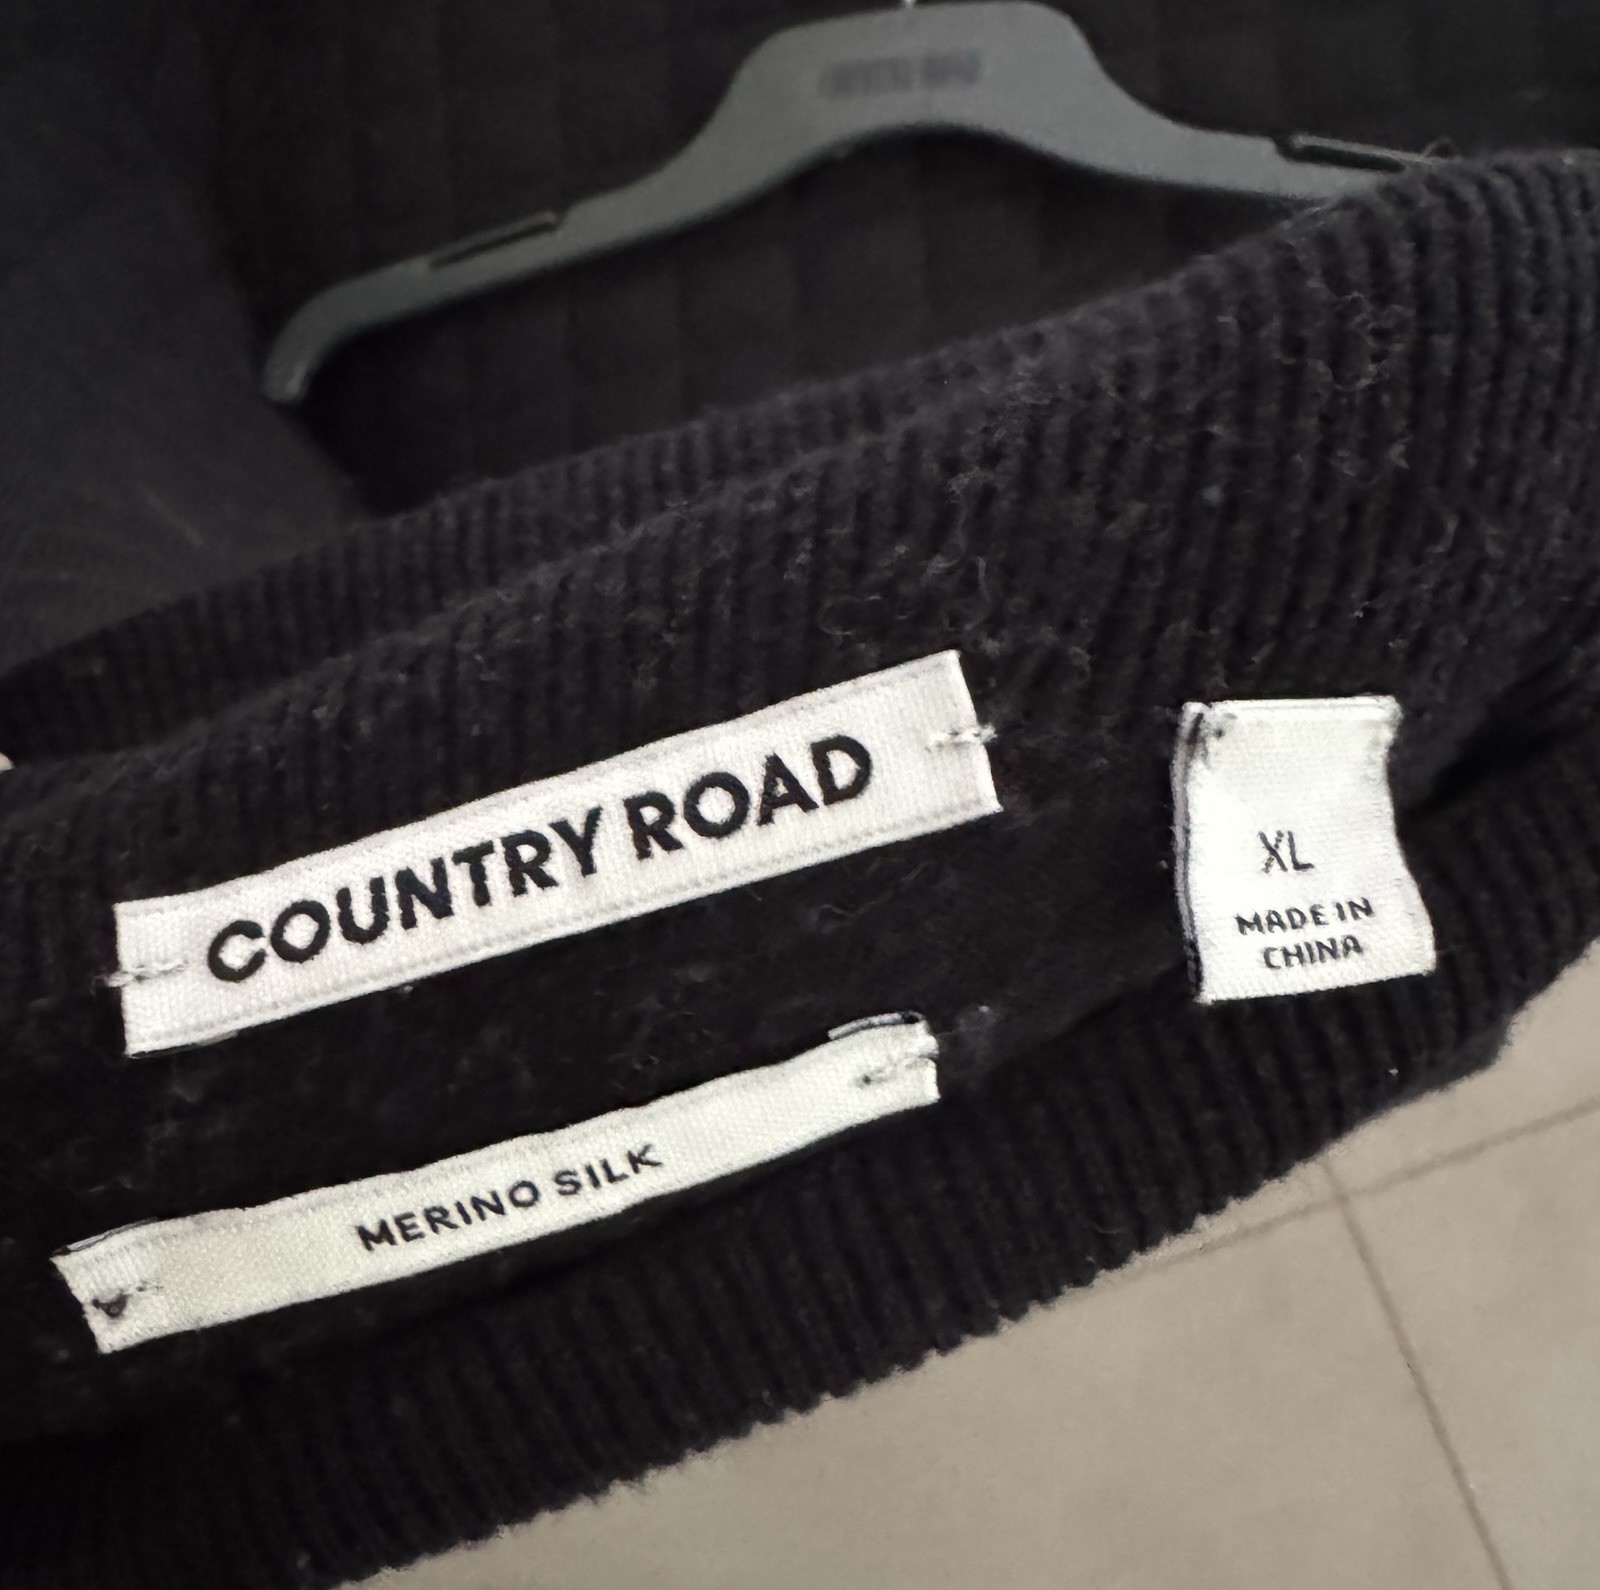 COUNTRY ROAD
XL
MADE IN
CHINA
MERINO SILK